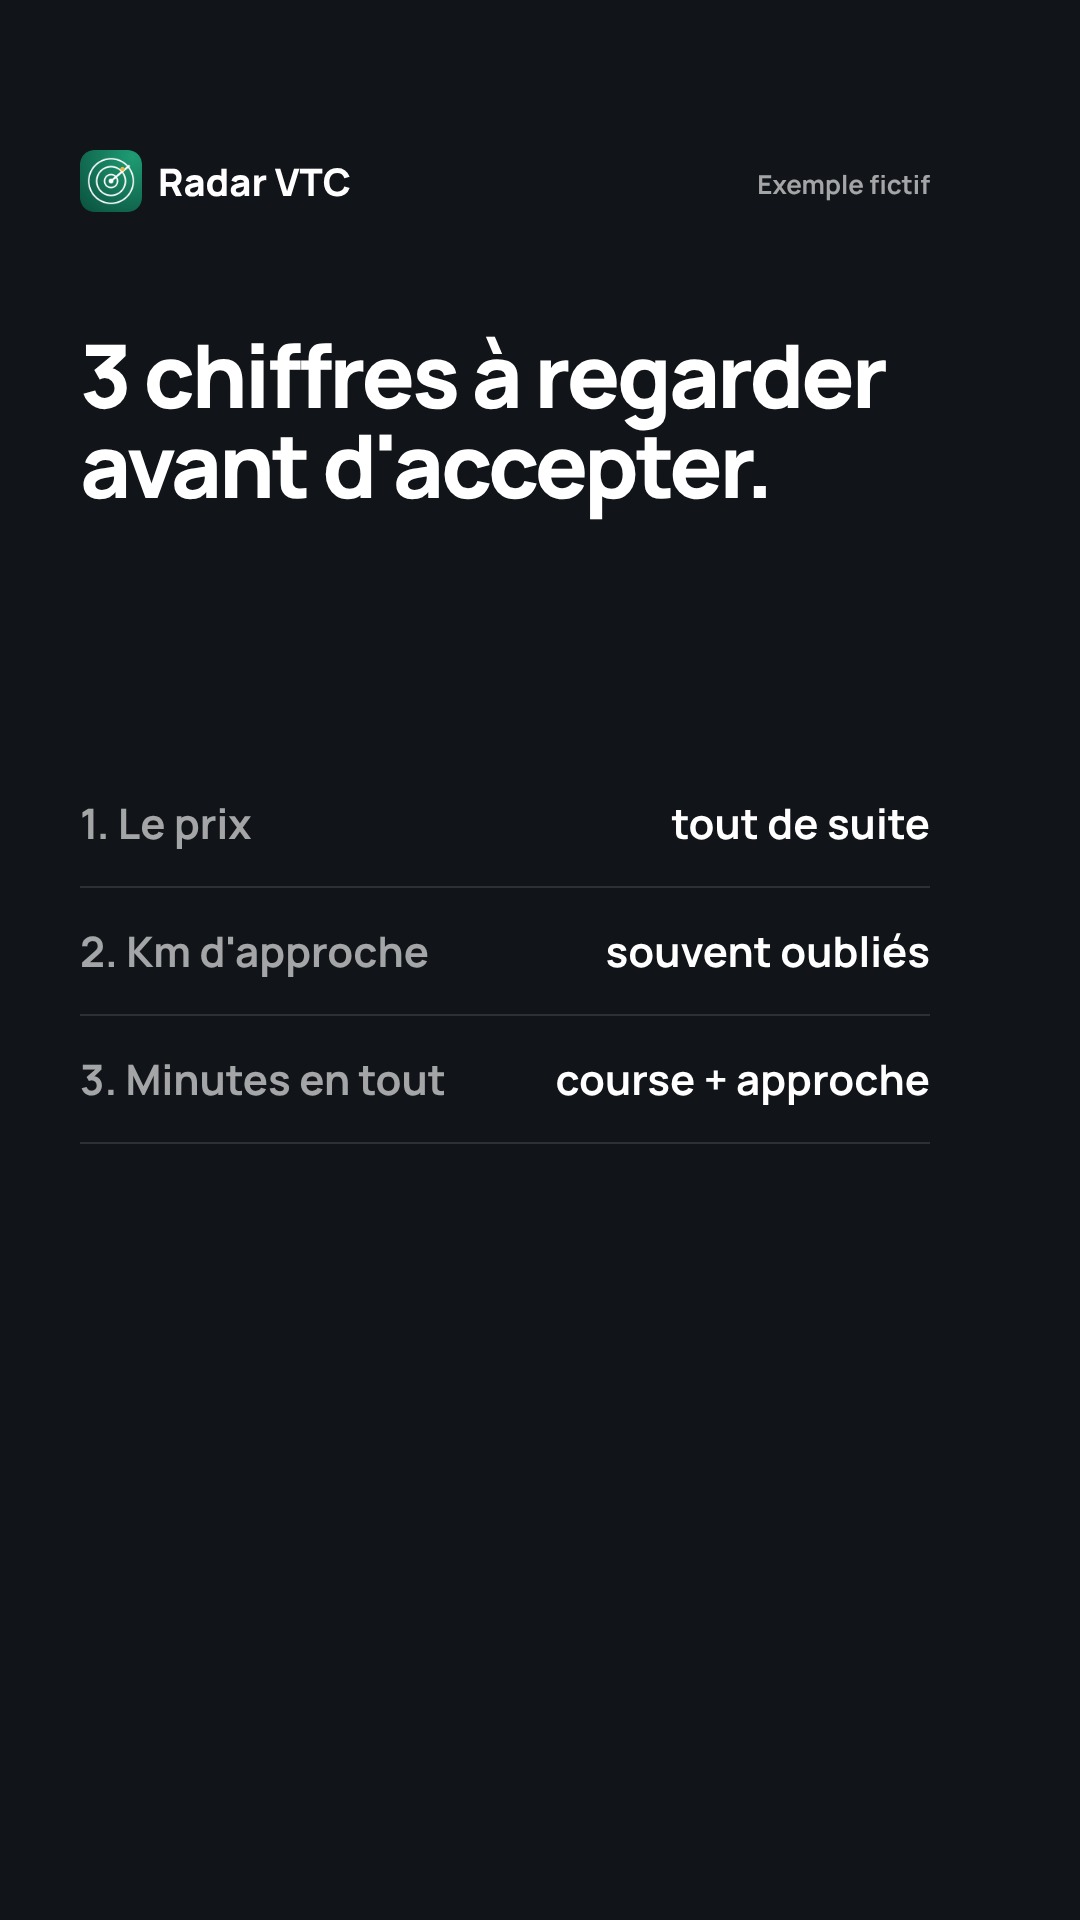 Radar VTC
Exemple fictif
3 chiffres à regarder
avant d'accepter.
1. Le prix tout de suite
2. Km d'approche souvent oubliés
3. Minutes en tout course + approche